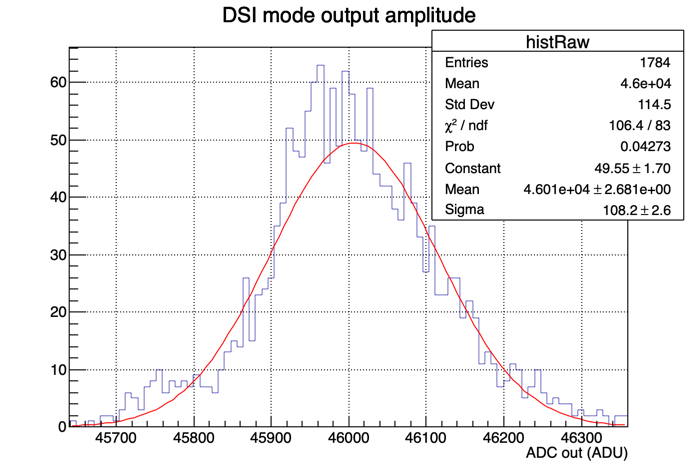 DSI mode output amplitude
histRaw
Entries 1784
Mean 4.6e+04
Std Dev 114.5
χ² / ndf 106.4 / 83
Prob 0.04273
Constant 49.55 ± 1.70
Mean 4.601e+04 ± 2.681e+00
Sigma 108.2 ± 2.6
60
50
40
30
20
10
0
45700 45800 45900 46000 46100 46200 46300
ADC out (ADU)